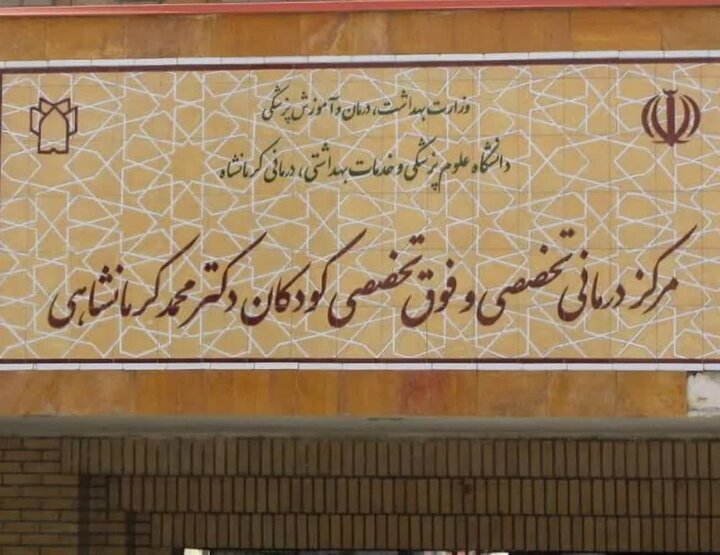 وزارت بهداشت، درمان و آموزش پزشکی
دانشگاه علوم پزشکی و خدمات بهداشتی، درمانی کرمانشاه
مرکز درمانی تخصصی و فوق تخصصی کودکان دکتر محمد کرمانشاهی